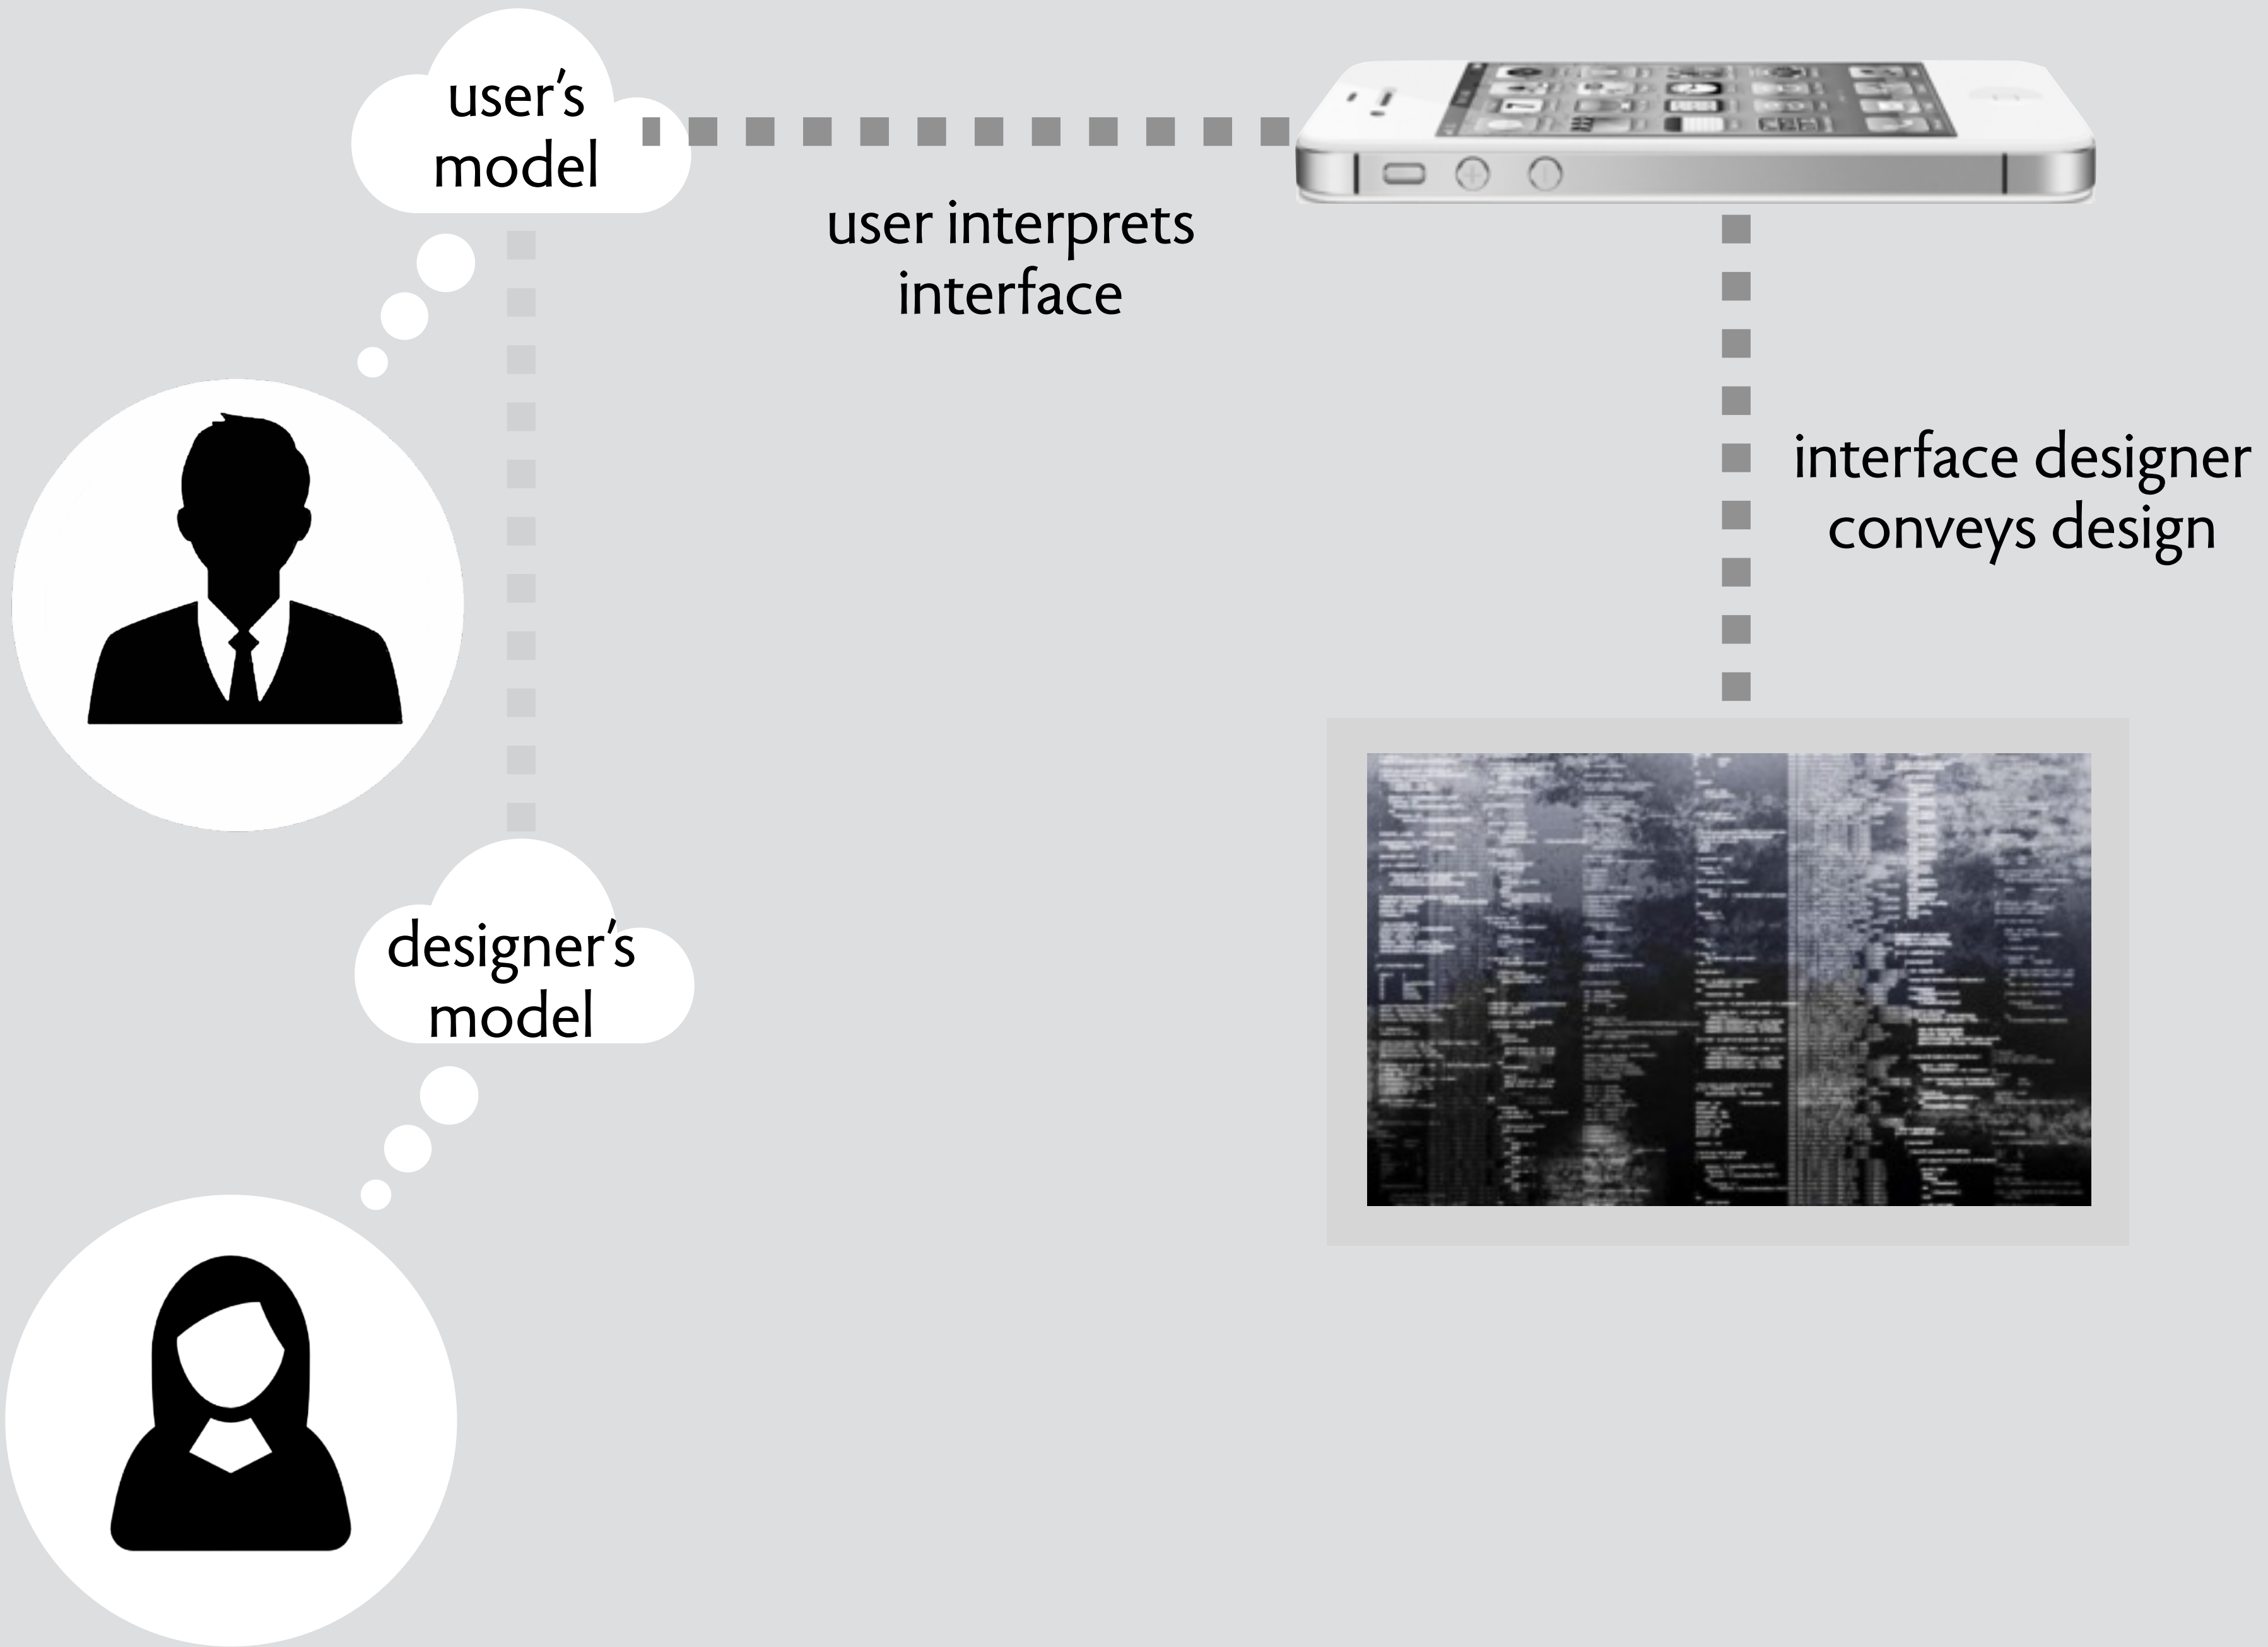 user's
model
user interprets
interface
interface designer
conveys design
designer's
model